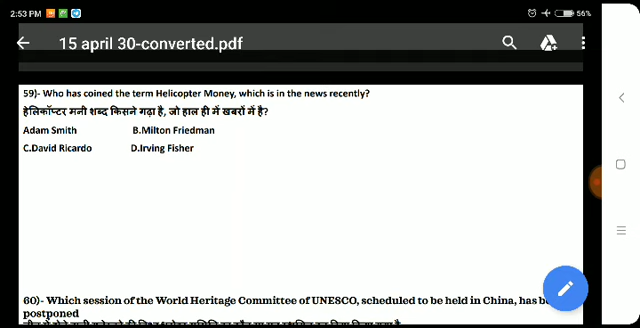 2:53 PM
56%
15 april 30-converted.pdf
59)- Who has coined the term Helicopter Money, which is in the news recently?
हेलिकॉप्टर मनी शब्द किसने गढ़ा है, जो हाल ही में खबरों में है?
Adam Smith B.Milton Friedman
C.David Ricardo D.Irving Fisher
60)- Which session of the World Heritage Committee of UNESCO, scheduled to be held in China, has
postponed